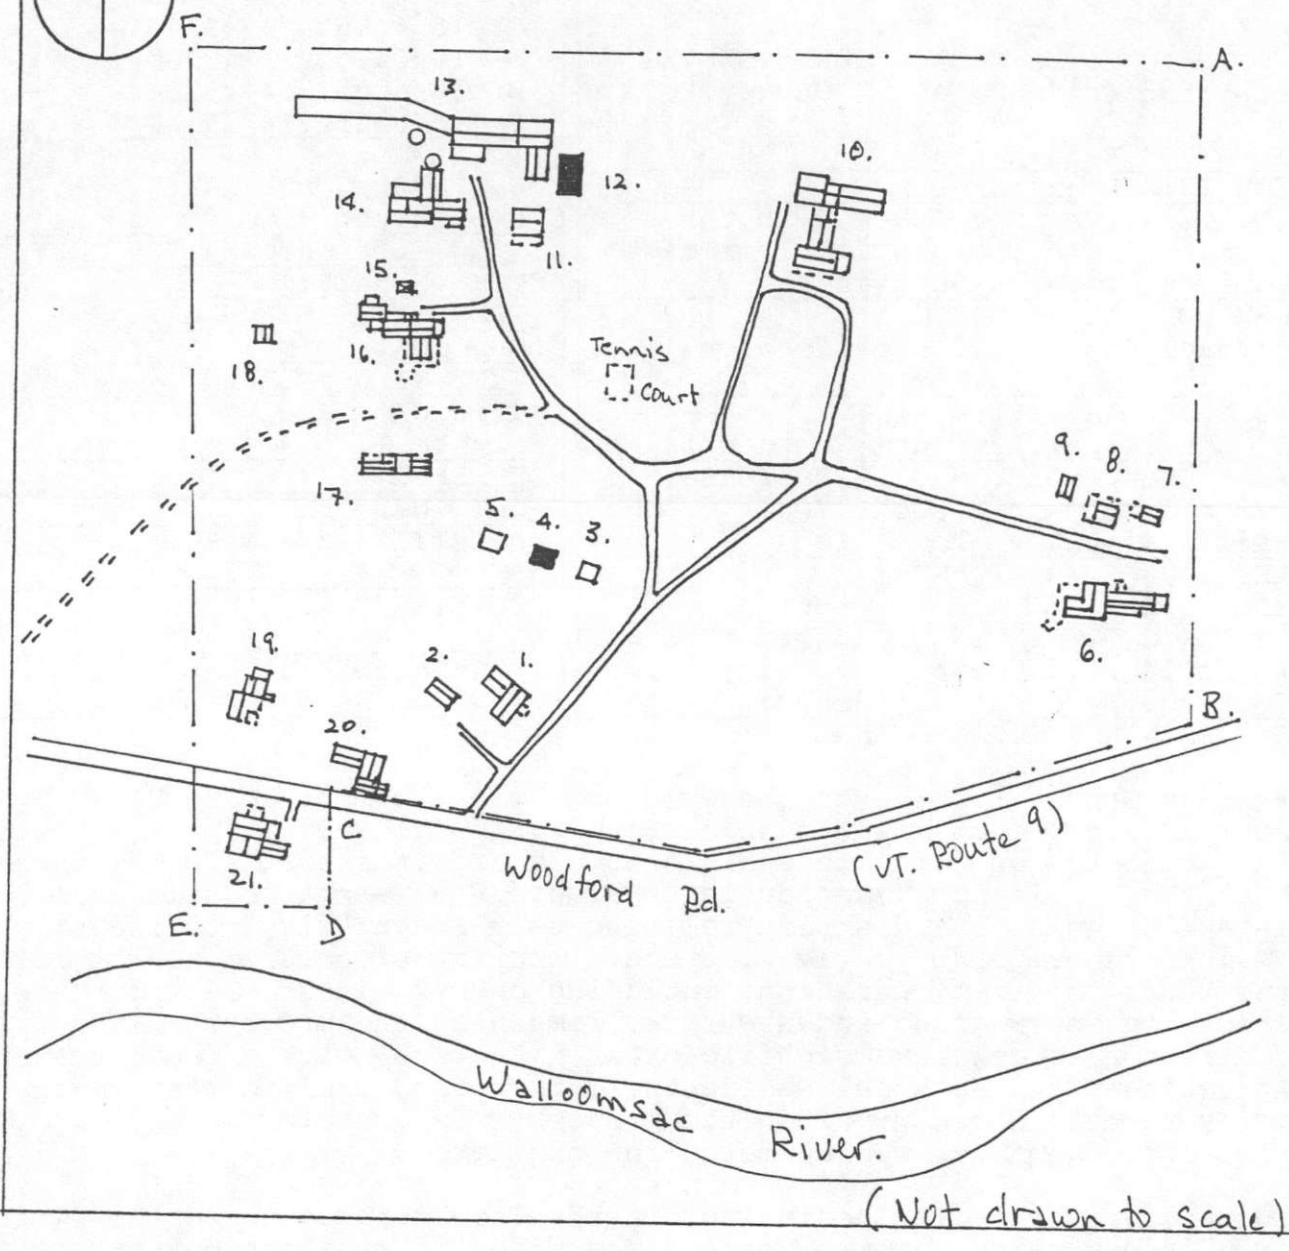 F.
A.
13.
10.
12.
14.
11.
15.
16.
18.
Tennis
Court
9.
8.
7.
17.
5.
4.
3.
6.
19.
2.
1.
B.
20.
C
21.
Woodford Rd.
(VT. Route 9)
E.
D
Walloomsac River.
(Not drawn to scale)